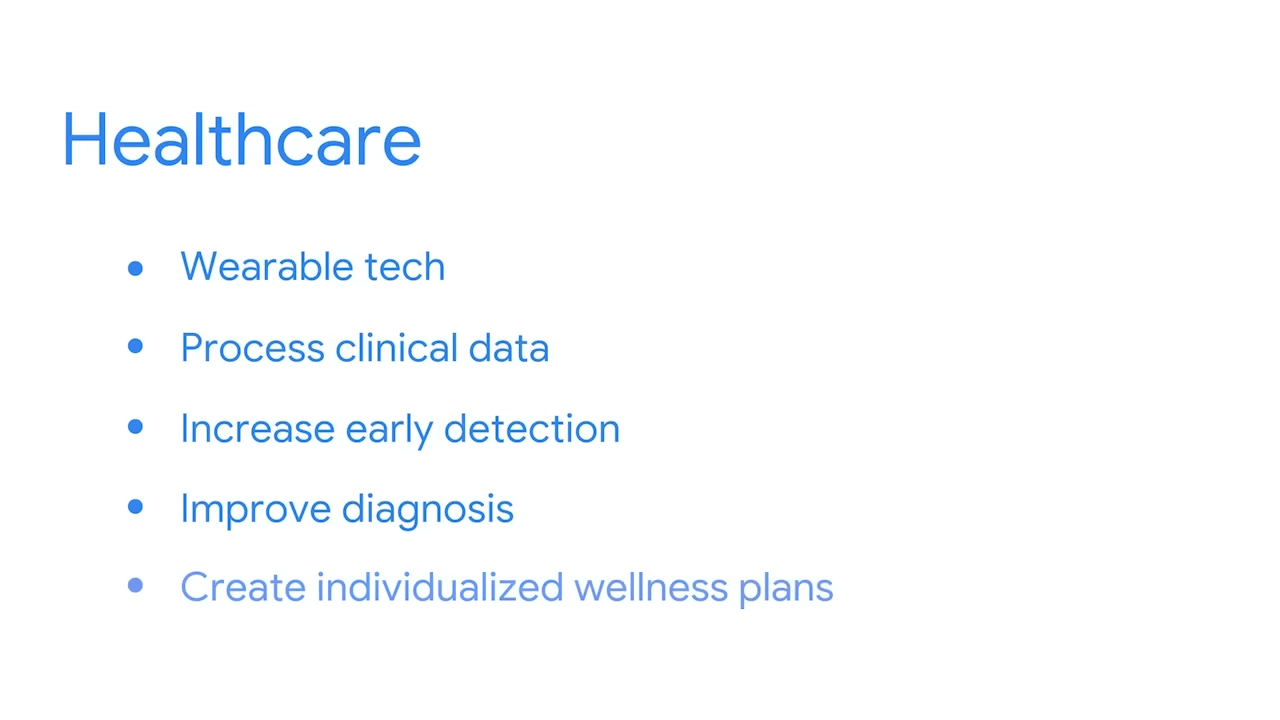 Healthcare
• Wearable tech
• Process clinical data
• Increase early detection
• Improve diagnosis
• Create individualized wellness plans